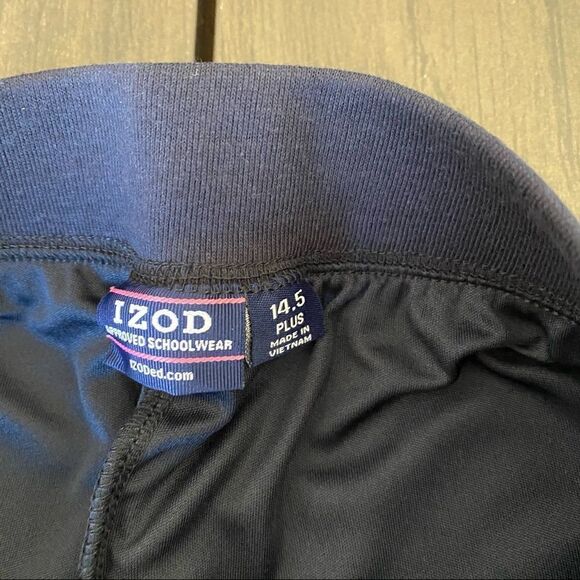 IZOD
APPROVED SCHOOLWEAR
IZODed.com
14.5
PLUS
MADE IN
VIETNAM